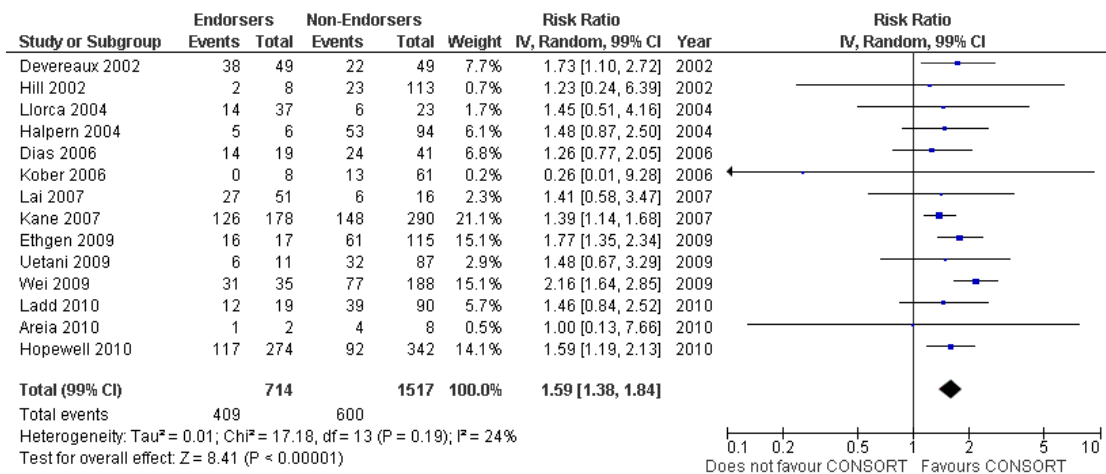 Endorsers Non-Endorsers Risk Ratio Risk Ratio
Study or Subgroup Events Total Events Total Weight IV, Random, 99% CI Year IV, Random, 99% CI
Devereaux 2002 38 49 22 49 7.7% 1.73 [1.10, 2.72] 2002
Hill 2002 2 8 23 113 0.7% 1.23 [0.24, 6.39] 2002
Llorca 2004 14 37 6 23 1.7% 1.45 [0.51, 4.16] 2004
Halpern 2004 5 6 53 94 6.1% 1.48 [0.87, 2.50] 2004
Dias 2006 14 19 24 41 6.8% 1.26 [0.77, 2.05] 2006
Kober 2006 0 8 13 61 0.2% 0.26 [0.01, 9.28] 2006
Lai 2007 27 51 6 16 2.3% 1.41 [0.58, 3.47] 2007
Kane 2007 126 178 148 290 21.1% 1.39 [1.14, 1.68] 2007
Ethgen 2009 16 17 61 115 15.1% 1.77 [1.35, 2.34] 2009
Uetani 2009 6 11 32 87 2.9% 1.48 [0.67, 3.29] 2009
Wei 2009 31 35 77 188 15.1% 2.16 [1.64, 2.85] 2009
Ladd 2010 12 19 39 90 5.7% 1.46 [0.84, 2.52] 2010
Areia 2010 1 2 4 8 0.5% 1.00 [0.13, 7.66] 2010
Hopewell 2010 117 274 92 342 14.1% 1.59 [1.19, 2.13] 2010
Total (99% CI) 714 1517 100.0% 1.59 [1.38, 1.84]
Total events 409 600
Heterogeneity: Tau² = 0.01; Chi² = 17.18, df = 13 (P = 0.19); I² = 24%
Test for overall effect: Z = 8.41 (P < 0.00001)
0.1 0.2 0.5 1 2 5 10
Does not favour CONSORT Favours CONSORT